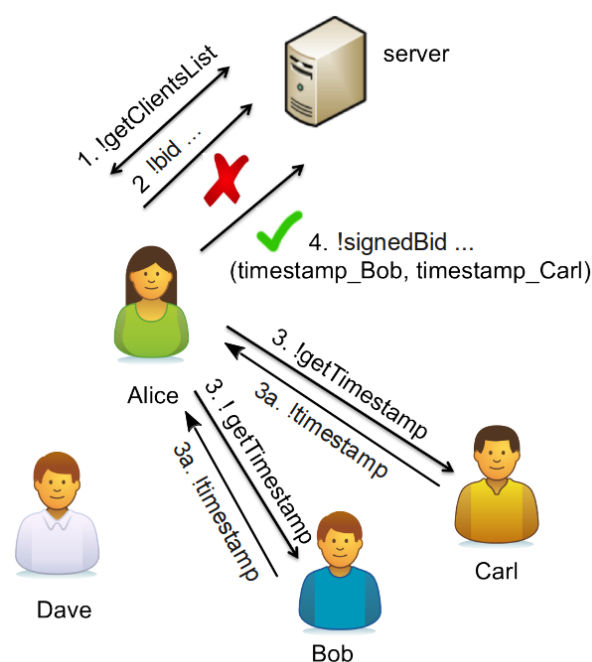 server
1. !getClientsList
2 !bid ...
4. !signedBid ...
(timestamp_Bob, timestamp_Carl)
Alice
3. !getTimestamp
3a. !timestamp
3. ! getTimestamp
3a. !timestamp
Carl
Dave
Bob